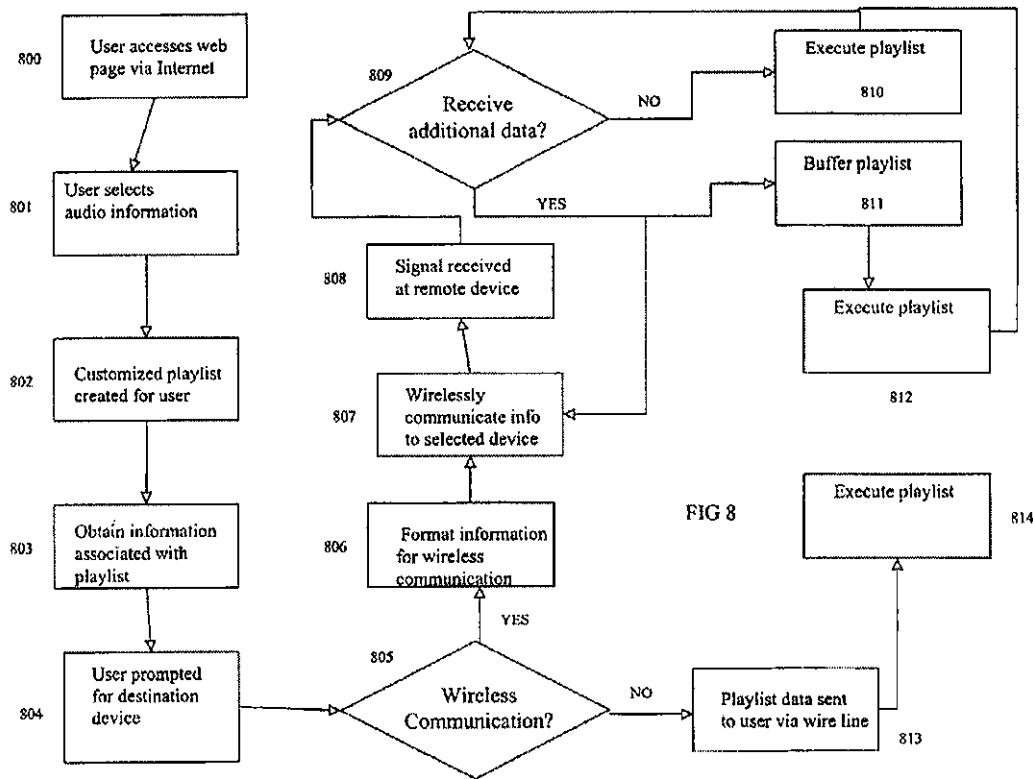 800
User accesses web
page via Internet
801
User selects
audio information
802
Customized playlist
created for user
803
Obtain information
associated with
playlist
804
User prompted
for destination
device
805
Wireless
Communication?
YES
NO
806
Format information
for wireless
communication
807
Wirelessly
communicate info
to selected device
808
Signal received
at remote device
809
Receive
additional data?
NO
YES
Execute playlist
810
Buffer playlist
811
Execute playlist
812
Playlist data sent
to user via wire line
813
Execute playlist
814
FIG 8